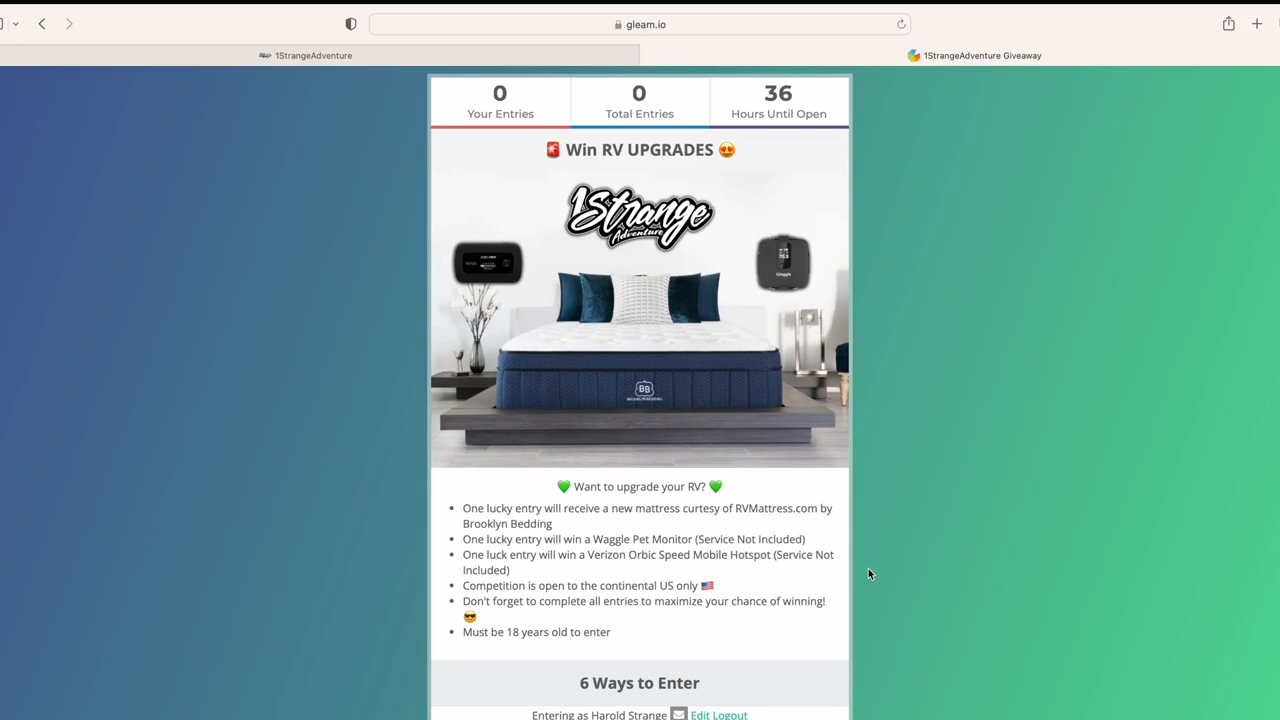 gleam.io
1StrangeAdventure
1StrangeAdventure Giveaway
0
Your Entries
0
Total Entries
36
Hours Until Open
🚨 Win RV UPGRADES 😍
1Strange
Adventure
Waggle
BB
BROOKLYN BEDDING
💚 Want to upgrade your RV? 💚
• One lucky entry will receive a new mattress curtesy of RVMattress.com by
Brooklyn Bedding
• One lucky entry will win a Waggle Pet Monitor (Service Not Included)
• One luck entry will win a Verizon Orbic Speed Mobile Hotspot (Service Not
Included)
• Competition is open to the continental US only 🇺🇸
• Don't forget to complete all entries to maximize your chance of winning!
😎
• Must be 18 years old to enter
6 Ways to Enter
Entering as Harold Strange Edit Logout